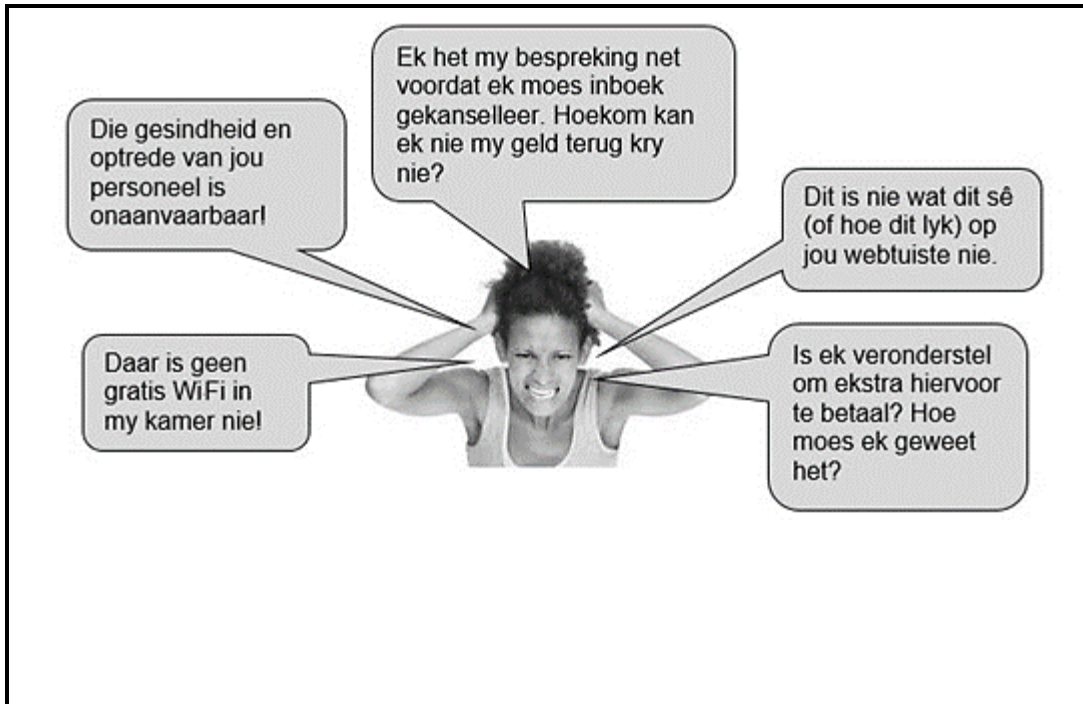 Ek het my bespreking net
voordat ek moes inboek
gekanselleer. Hoekom kan
ek nie my geld terug kry
nie?
Die gesindheid en
optrede van jou
personeel is
onaanvaarbaar!
Dit is nie wat dit sê
(of hoe dit lyk) op
jou webtuiste nie.
Daar is geen
gratis WiFi in
my kamer nie!
Is ek veronderstel
om ekstra hiervoor
te betaal? Hoe
moes ek geweet
het?